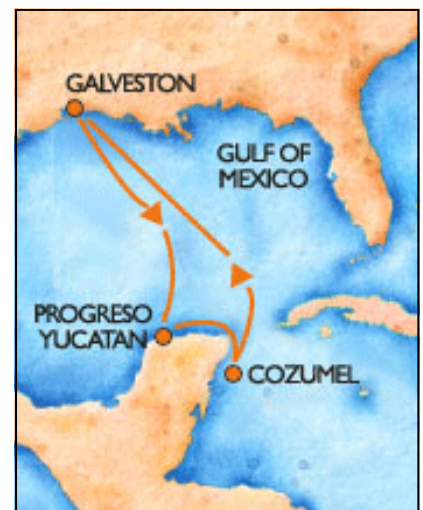 GALVESTON
GULF OF
MEXICO
PROGRESO
YUCATAN
COZUMEL